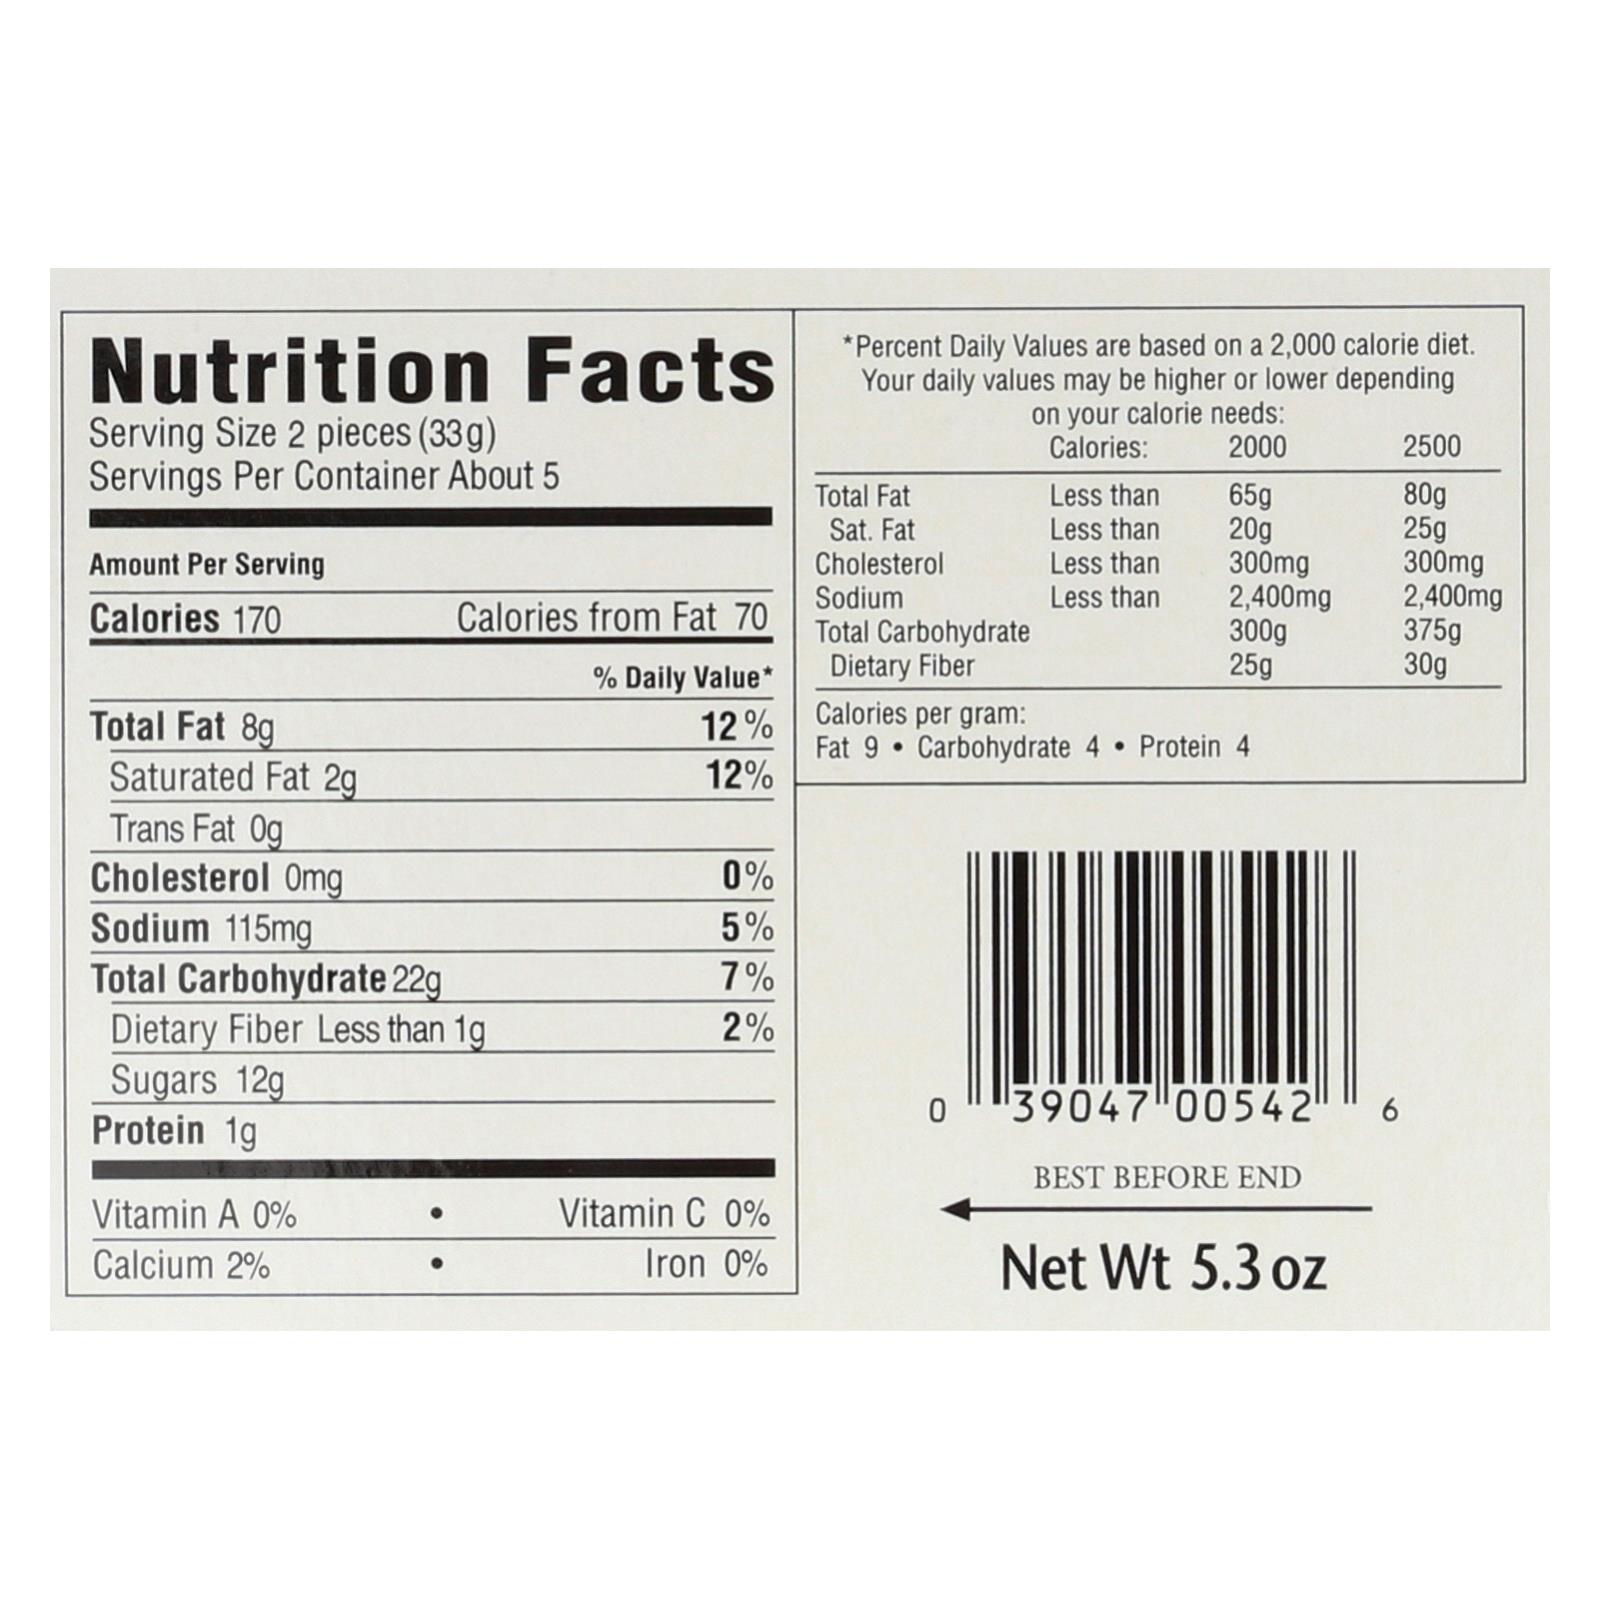 Nutrition Facts
Serving Size 2 pieces (33g)
Servings Per Container About 5
Amount Per Serving
Calories 170 Calories from Fat 70
% Daily Value*
Total Fat 8g 12%
Saturated Fat 2g 12%
Trans Fat 0g
Cholesterol 0mg 0%
Sodium 115mg 5%
Total Carbohydrate 22g 7%
Dietary Fiber Less than 1g 2%
Sugars 12g
Protein 1g
Vitamin A 0% • Vitamin C 0%
Calcium 2% • Iron 0%
*Percent Daily Values are based on a 2,000 calorie diet.
Your daily values may be higher or lower depending
on your calorie needs:
Calories: 2000 2500
Total Fat Less than 65g 80g
Sat. Fat Less than 20g 25g
Cholesterol Less than 300mg 300mg
Sodium Less than 2,400mg 2,400mg
Total Carbohydrate 300g 375g
Dietary Fiber 25g 30g
Calories per gram:
Fat 9 • Carbohydrate 4 • Protein 4
0 39047 00542 6
BEST BEFORE END
Net Wt 5.3 oz